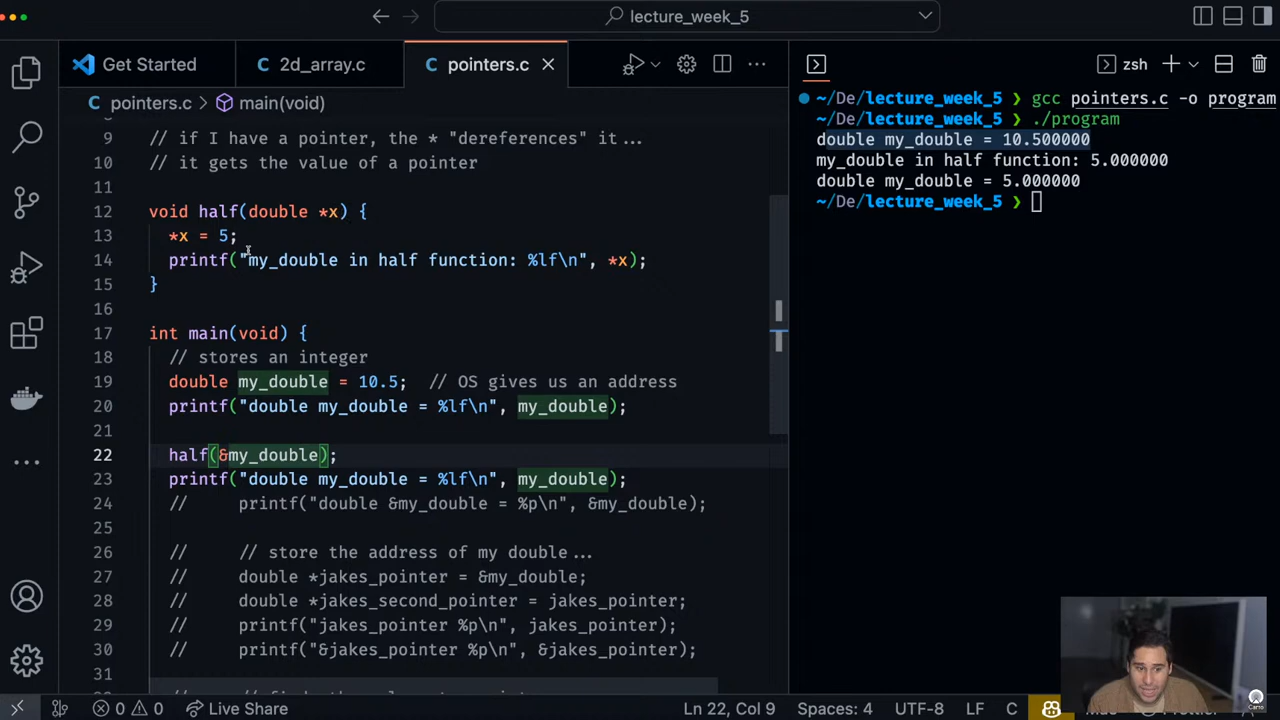 lecture_week_5
Get Started
C 2d_array.c
C pointers.c
zsh
C pointers.c > main(void)
9 // if I have a pointer, the * "dereferences" it...
10 // it gets the value of a pointer
11
12 void half(double *x) {
13 *x = 5;
14 printf("my_double in half function: %lf\n", *x);
15 }
16
17 int main(void) {
18 // stores an integer
19 double my_double = 10.5; // OS gives us an address
20 printf("double my_double = %lf\n", my_double);
21
22 half(&my_double);
23 printf("double my_double = %lf\n", my_double);
24 // printf("double &my_double = %p\n", &my_double);
25
26 // // store the address of my double...
27 // double *jakes_pointer = &my_double;
28 // double *jakes_second_pointer = jakes_pointer;
29 // printf("jakes_pointer %p\n", jakes_pointer);
30 // printf("&jakes_pointer %p\n", &jakes_pointer);
31
~/De/lecture_week_5 ❯ gcc pointers.c -o program
~/De/lecture_week_5 ❯ ./program
double my_double = 10.500000
my_double in half function: 5.000000
double my_double = 5.000000
~/De/lecture_week_5 ❯
0 0 Live Share Ln 22, Col 9 Spaces: 4 UTF-8 LF C